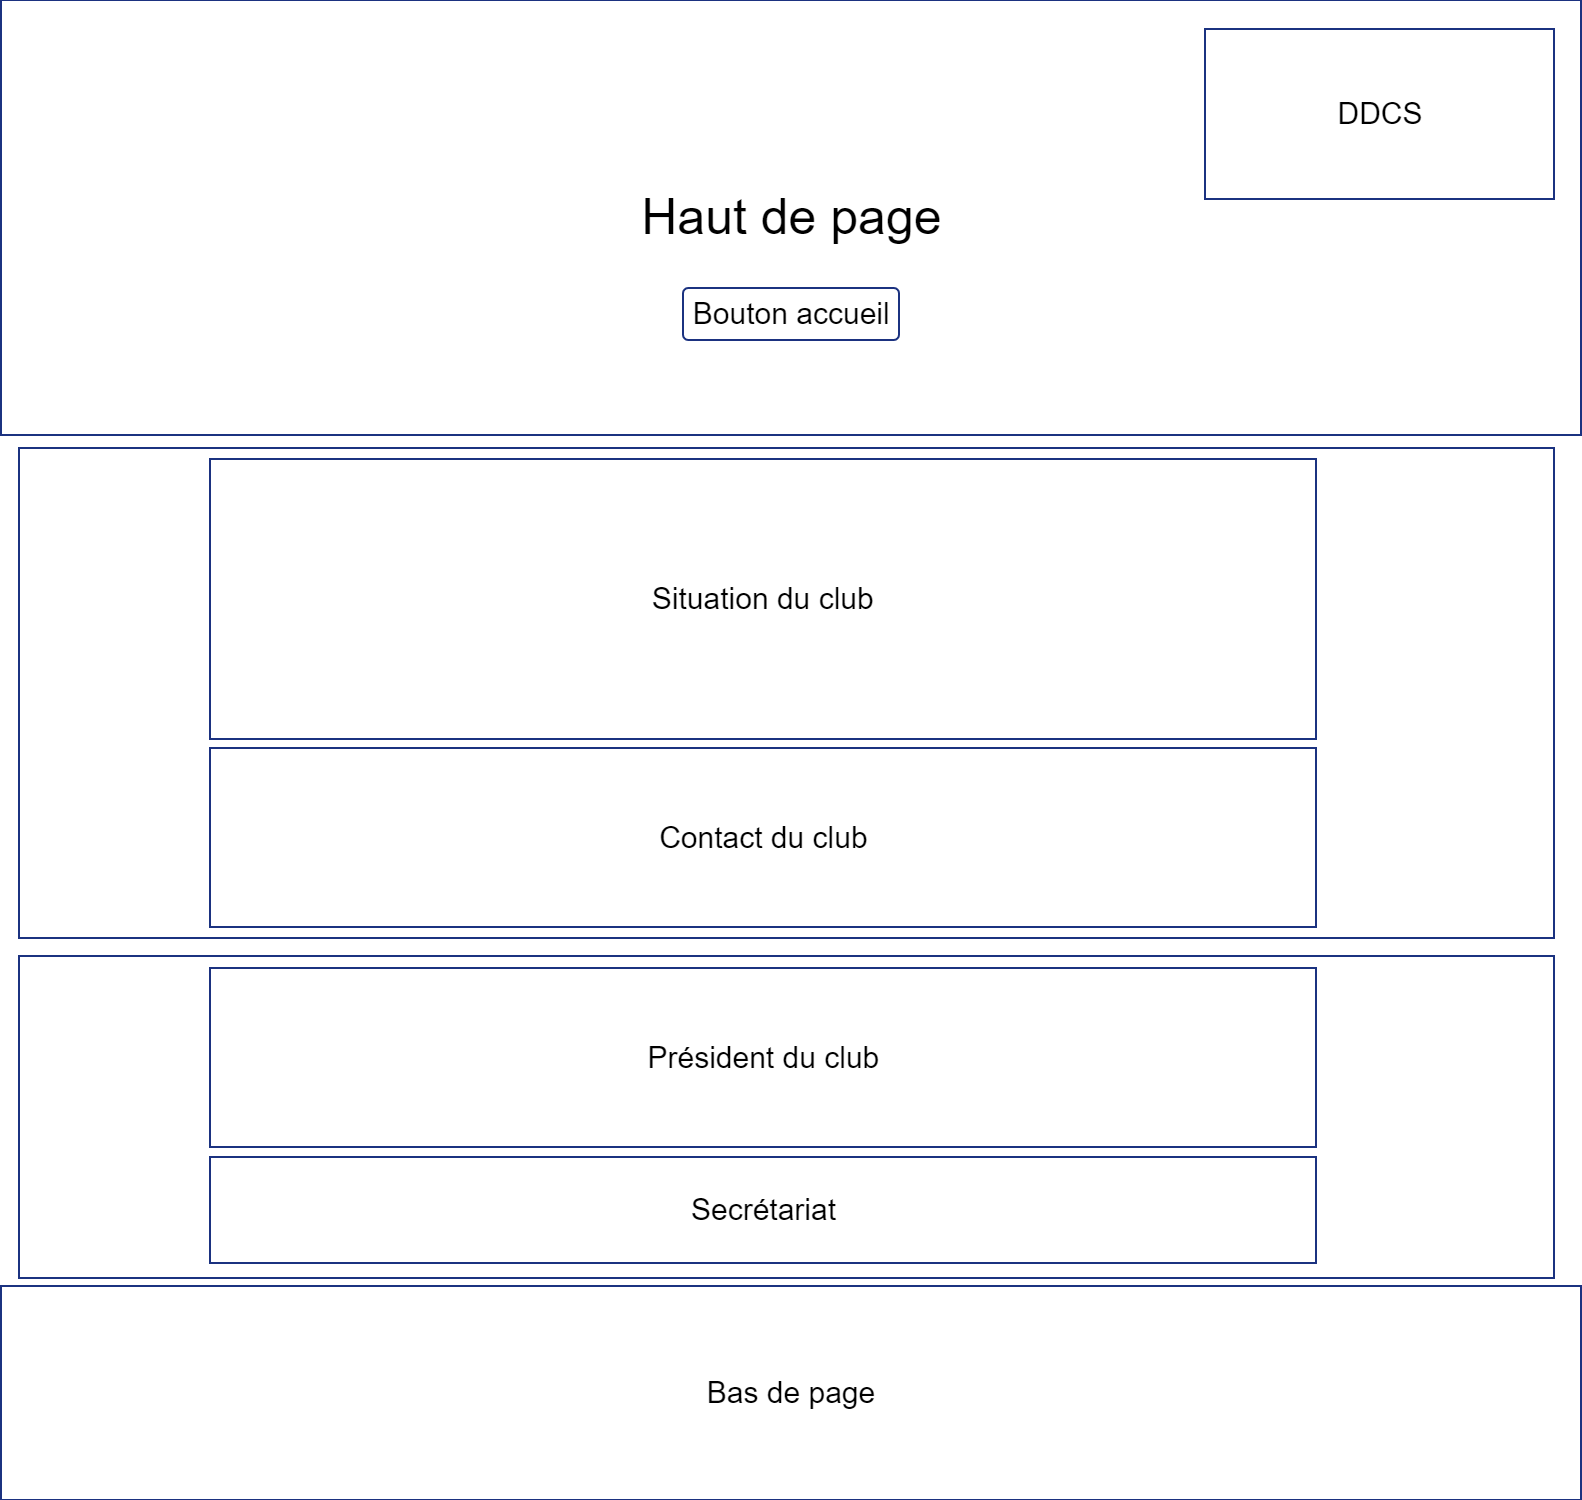 DDCS
Haut de page
Bouton accueil
Situation du club
Contact du club
Président du club
Secrétariat
Bas de page